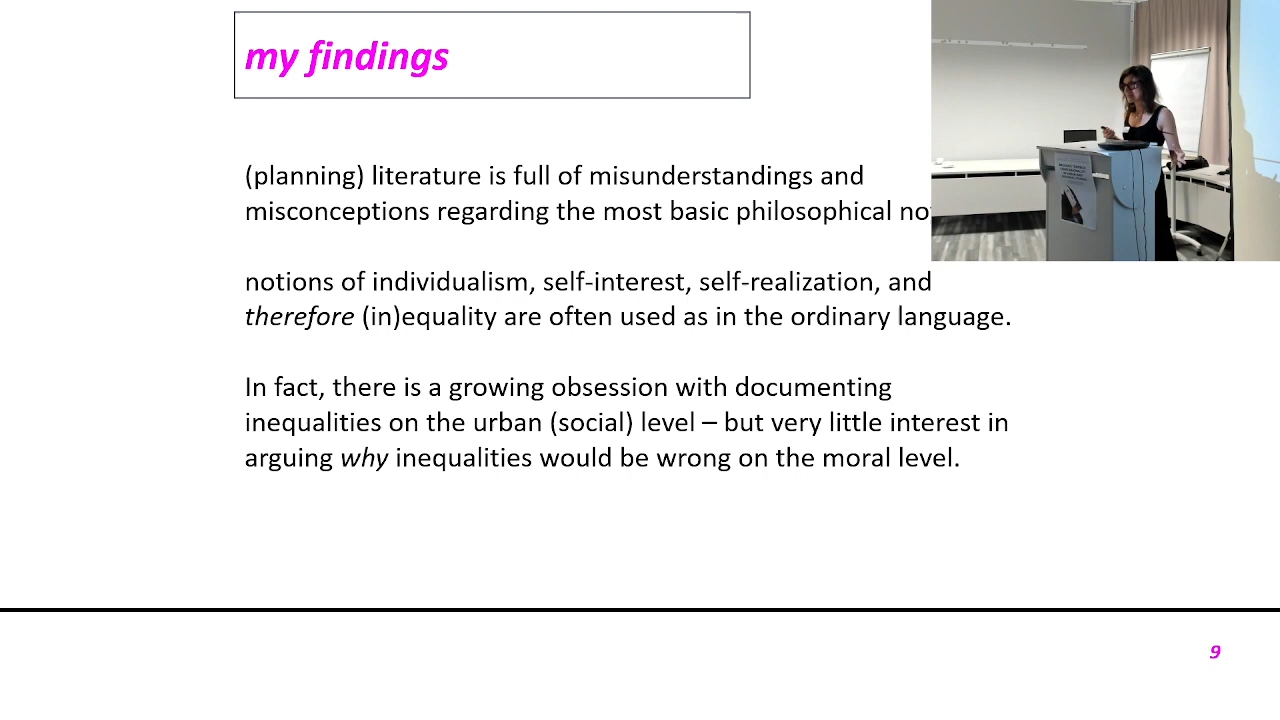 my findings
(planning) literature is full of misunderstandings and
misconceptions regarding the most basic philosophical
notions of individualism, self-interest, self-realization, and
therefore (in)equality are often used as in the ordinary language.
In fact, there is a growing obsession with documenting
inequalities on the urban (social) level – but very little interest in
arguing why inequalities would be wrong on the moral level.
9